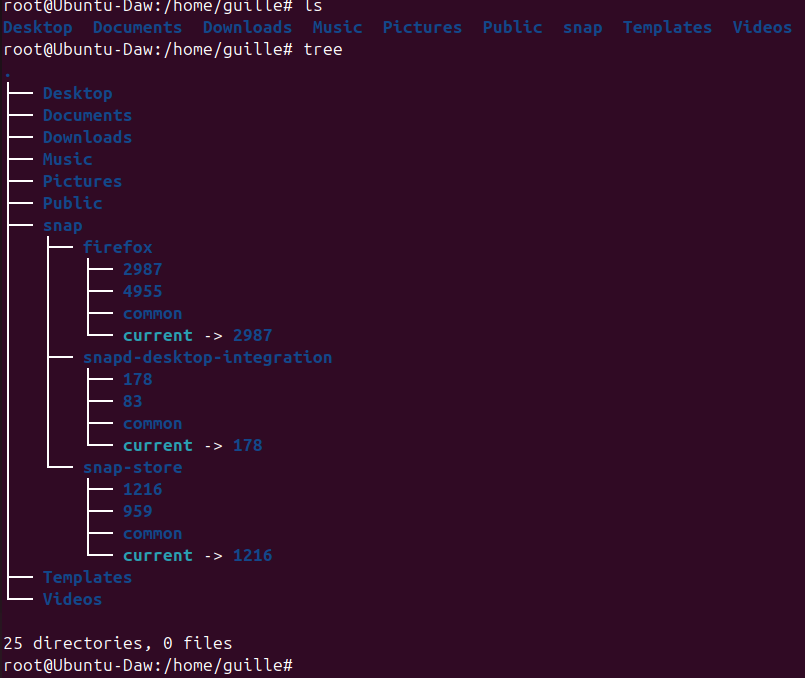 root@Ubuntu-Daw:/home/guille# ls
Desktop  Documents  Downloads  Music  Pictures  Public  snap  Templates  Videos
root@Ubuntu-Daw:/home/guille# tree
.
├── Desktop
├── Documents
├── Downloads
├── Music
├── Pictures
├── Public
├── snap
│   ├── firefox
│   │   ├── 2987
│   │   ├── 4955
│   │   ├── common
│   │   └── current -> 2987
│   ├── snapd-desktop-integration
│   │   ├── 178
│   │   ├── 83
│   │   ├── common
│   │   └── current -> 178
│   └── snap-store
│       ├── 1216
│       ├── 959
│       ├── common
│       └── current -> 1216
├── Templates
└── Videos

25 directories, 0 files
root@Ubuntu-Daw:/home/guille#